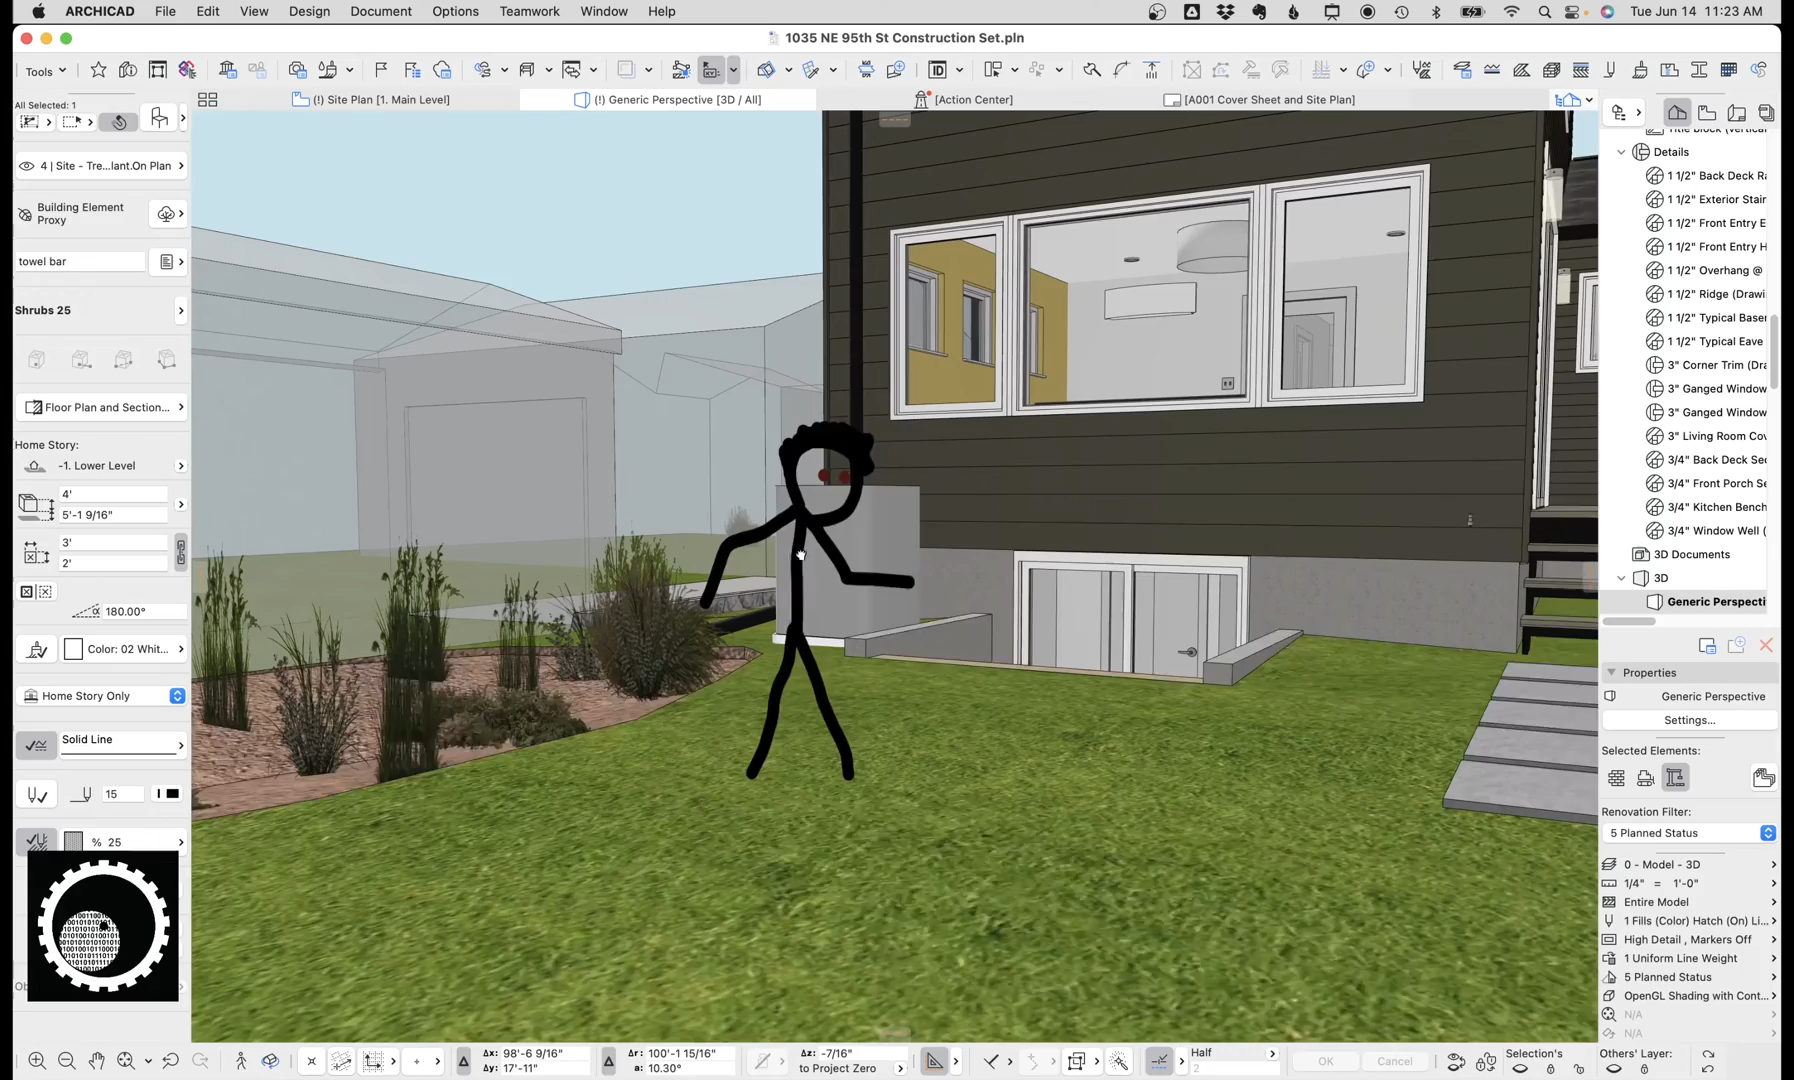 ARCHICAD File Edit View Design Document Options Teamwork Window Help
Tue Jun 14 11:23 AM
1035 NE 95th St Construction Set.pln
Tools
All Selected: 1
(!) Site Plan [1. Main Level]
(!) Generic Perspective [3D / All]
[Action Center]
[A001 Cover Sheet and Site Plan]
4 | Site - Tre...lant.On Plan
Building Element
Proxy
towel bar
Shrubs 25
Floor Plan and Section...
Home Story:
-1. Lower Level
4'
5'-1 9/16"
3'
2'
α 180.00°
Color: 02 Whit...
Home Story Only
Solid Line
15
% 25
Title Block (Vertical
Details
1 1/2" Back Deck Ra
1 1/2" Exterior Stair
1 1/2" Front Entry E
1 1/2" Front Entry H
1 1/2" Overhang @
1 1/2" Ridge (Drawi
1 1/2" Typical Baser
1 1/2" Typical Eave
3" Corner Trim (Dra
3" Ganged Window
3" Ganged Window
3" Living Room Cov
3/4" Back Deck Sec
3/4" Front Porch Se
3/4" Kitchen Bench
3/4" Window Well (
3D Documents
3D
Generic Perspecti
Properties
Generic Perspective
Settings...
Selected Elements:
Renovation Filter:
5 Planned Status
0 - Model - 3D
1/4" = 1'-0"
Entire Model
1 Fills (Color) Hatch (On) Li...
High Detail , Markers Off
1 Uniform Line Weight
5 Planned Status
OpenGL Shading with Cont...
N/A
N/A
Δx: 98'-6 9/16"
Δy: 17'-11"
Δr: 100'-1 15/16"
a: 10.30°
Δz: -7/16"
to Project Zero
Half
2
OK
Cancel
Selection's
Others' Layer: